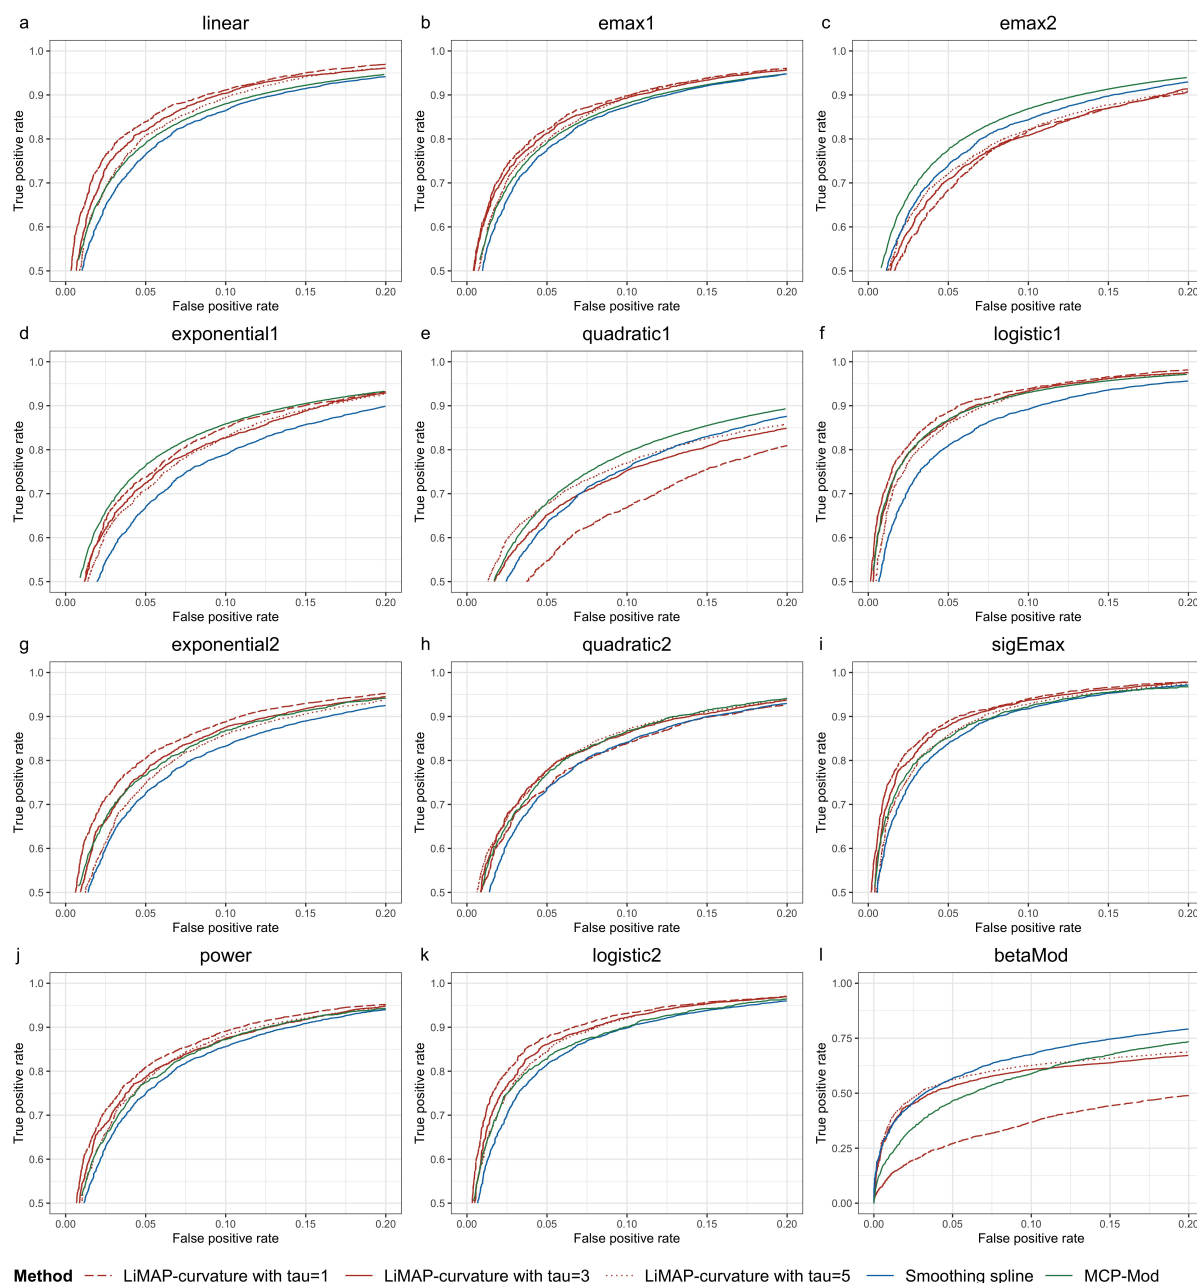 a linear b emax1 c emax2
True positive rate 1.0 0.9 0.8 0.7 0.6 0.5 True positive rate 1.0 0.9 0.8 0.7 0.6 0.5 True positive rate 1.0 0.9 0.8 0.7 0.6 0.5
0.00 0.05 0.10 0.15 0.20 0.00 0.05 0.10 0.15 0.20 0.00 0.05 0.10 0.15 0.20
False positive rate False positive rate False positive rate
d exponential1 e quadratic1 f logistic1
True positive rate 1.0 0.9 0.8 0.7 0.6 0.5 True positive rate 1.0 0.9 0.8 0.7 0.6 0.5 True positive rate 1.0 0.9 0.8 0.7 0.6 0.5
0.00 0.05 0.10 0.15 0.20 0.00 0.05 0.10 0.15 0.20 0.00 0.05 0.10 0.15 0.20
False positive rate False positive rate False positive rate
g exponential2 h quadratic2 i sigEmax
True positive rate 1.0 0.9 0.8 0.7 0.6 0.5 True positive rate 1.0 0.9 0.8 0.7 0.6 0.5 True positive rate 1.0 0.9 0.8 0.7 0.6 0.5
0.00 0.05 0.10 0.15 0.20 0.00 0.05 0.10 0.15 0.20 0.00 0.05 0.10 0.15 0.20
False positive rate False positive rate False positive rate
j power k logistic2 l betaMod
True positive rate 1.0 0.9 0.8 0.7 0.6 0.5 True positive rate 1.0 0.9 0.8 0.7 0.6 0.5 True positive rate 1.00 0.75 0.50 0.25 0.00
0.00 0.05 0.10 0.15 0.20 0.00 0.05 0.10 0.15 0.20 0.00 0.05 0.10 0.15 0.20
False positive rate False positive rate False positive rate
Method LiMAP-curvature with tau=1 LiMAP-curvature with tau=3 LiMAP-curvature with tau=5 Smoothing spline MCP-Mod